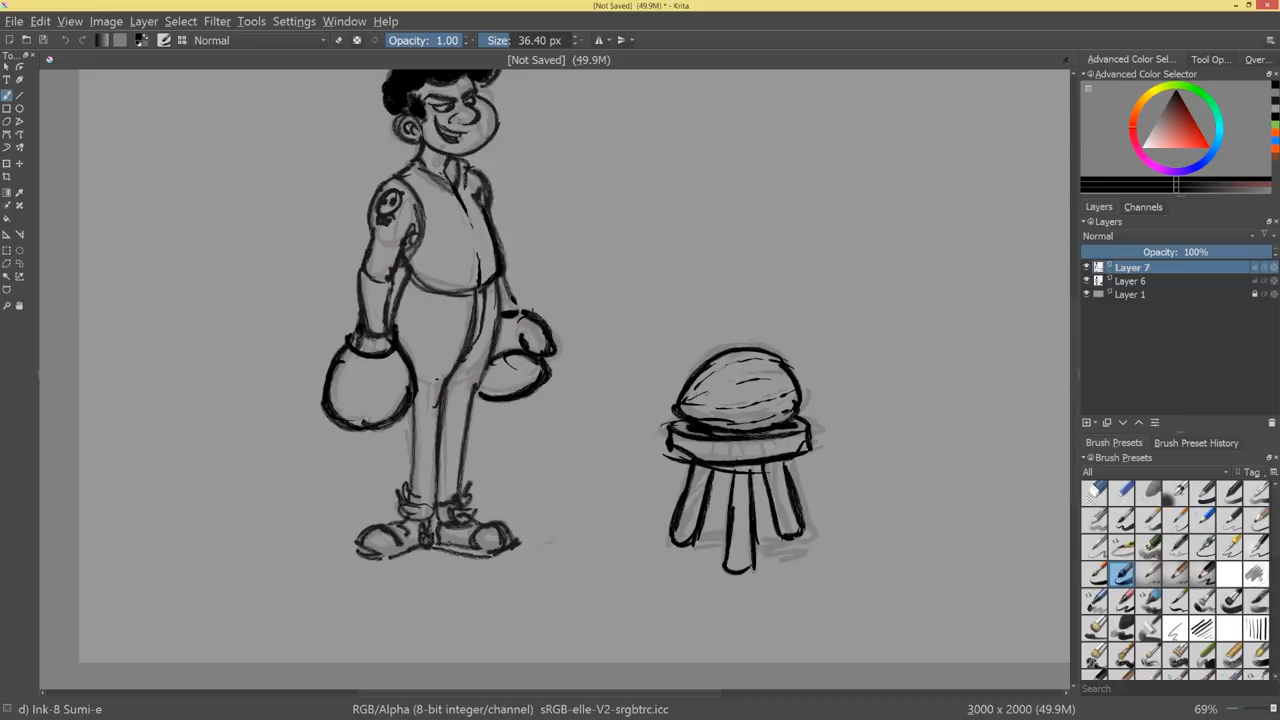 [Not Saved] (49.9M) * - Krita
File Edit View Image Layer Select Filter Tools Settings Window Help
Normal Opacity: 1.00 Size: 36.40 px
[Not Saved] (49.9M)
To...
Advanced Color Sel... Tool Op... Over...
Advanced Color Selector
Layers Channels
Layers
Normal
Opacity: 100%
Layer 7
Layer 6
Layer 1
Brush Presets Brush Preset History
Brush Presets
All Tag
Search
d) Ink-8 Sumi-e RGB/Alpha (8-bit integer/channel) sRGB-elle-V2-srgbtrc.icc 3000 x 2000 (49.9M) 69%